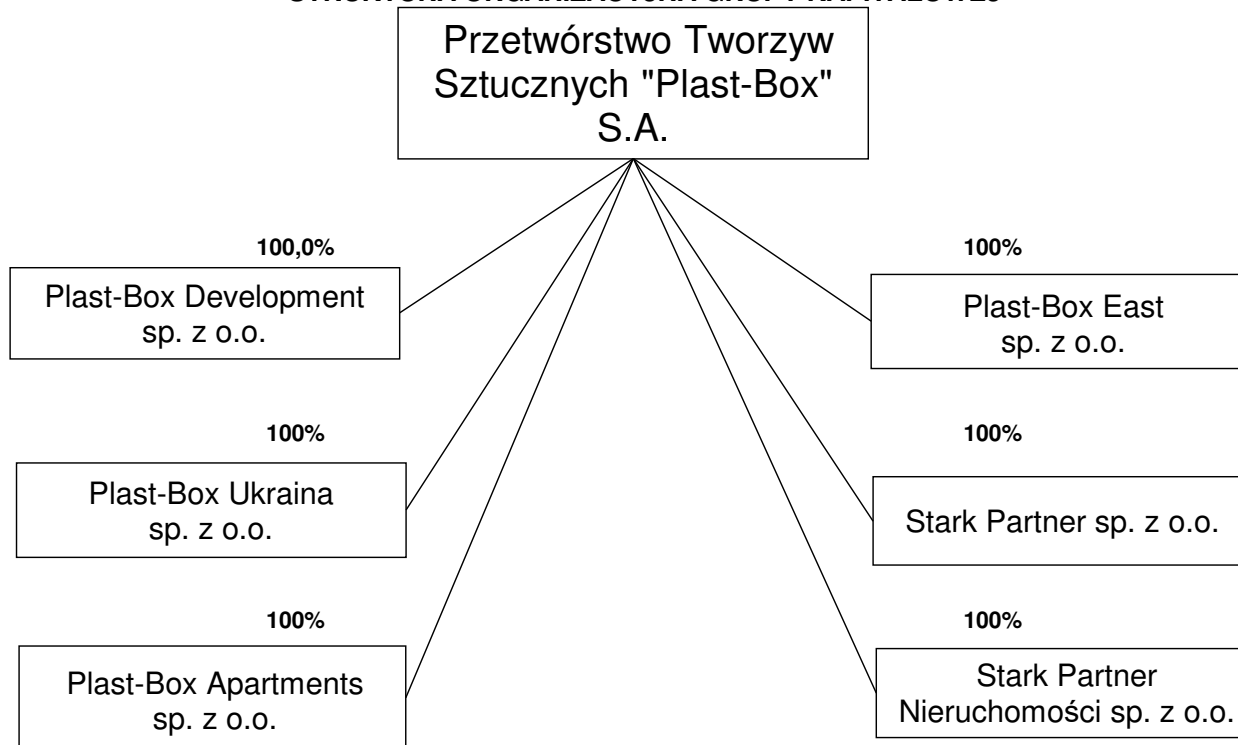 Przetwórstwo Tworzyw
Sztucznych "Plast-Box"
S.A.
100,0%
100%
Plast-Box Development
sp. z o.o.
Plast-Box East
sp. z o.o.
100%
100%
Plast-Box Ukraina
sp. z o.o.
Stark Partner sp. z o.o.
100%
100%
Plast-Box Apartments
sp. z o.o.
Stark Partner
Nieruchomości sp. z o.o.